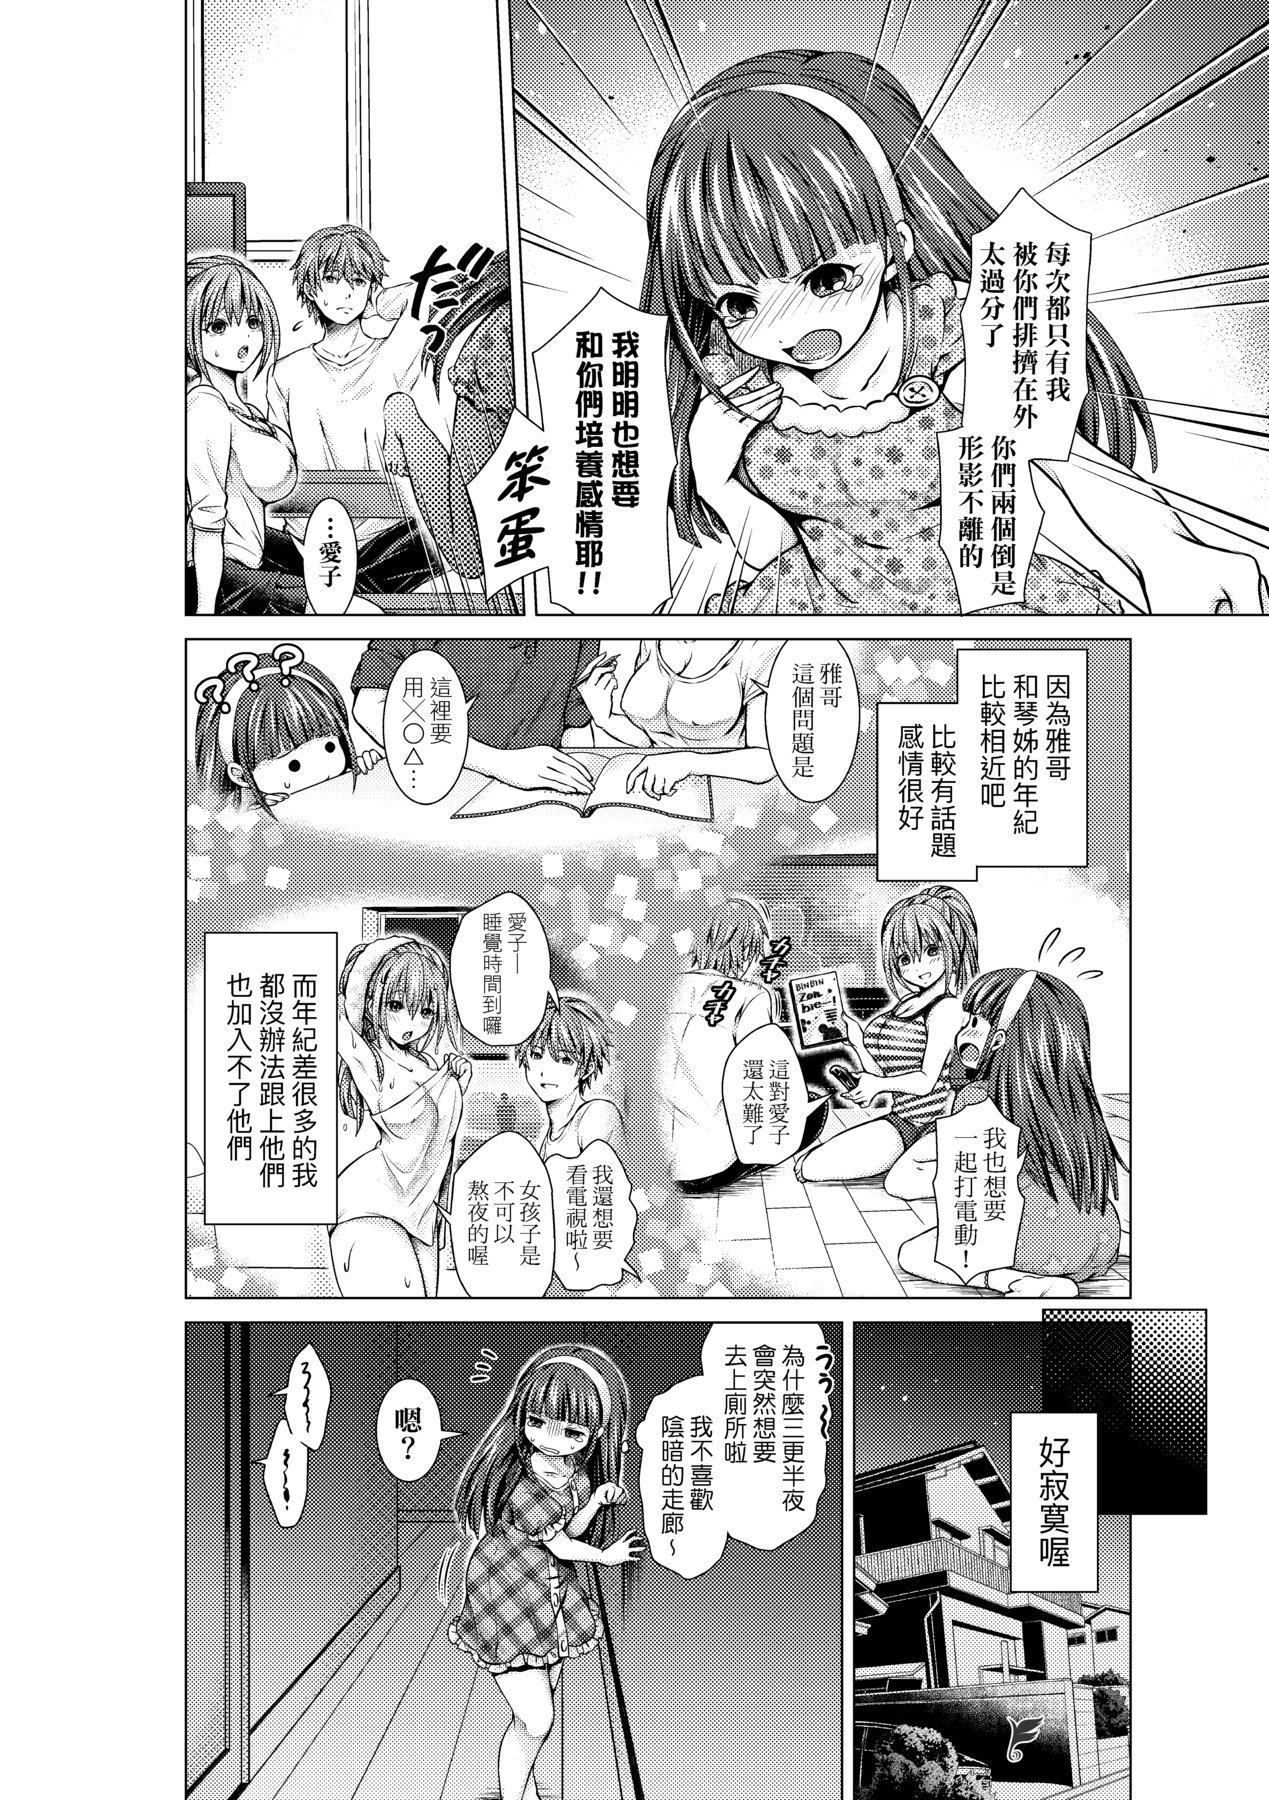 每次都只有我
被你們排擠在外
太過分了
你們兩個倒是
形影不離的
我明明也想要
和你們培養感情耶!!
笨蛋
だっ
…愛子
因為雅哥
和琴姊的年紀
比較相近吧
比較有話題
感情很好
雅哥
這個問題是
這裡要
用×○△…
???
BINBIN
Zom
bie—!
カチャ
カチャ
這對愛子
還太難了
我也想要
一起打電動！
愛子—
睡覺時間到囉
我還想要
看電視啦~
女孩子是
不可以
熬夜的喔
而年紀差很多的我
都沒辦法跟上他們
也加入不了他們
好寂寞喔
ううっ~
為什麼三更半夜
會突然想要
去上廁所啦
我不喜歡
陰暗的走廊~
嗯？